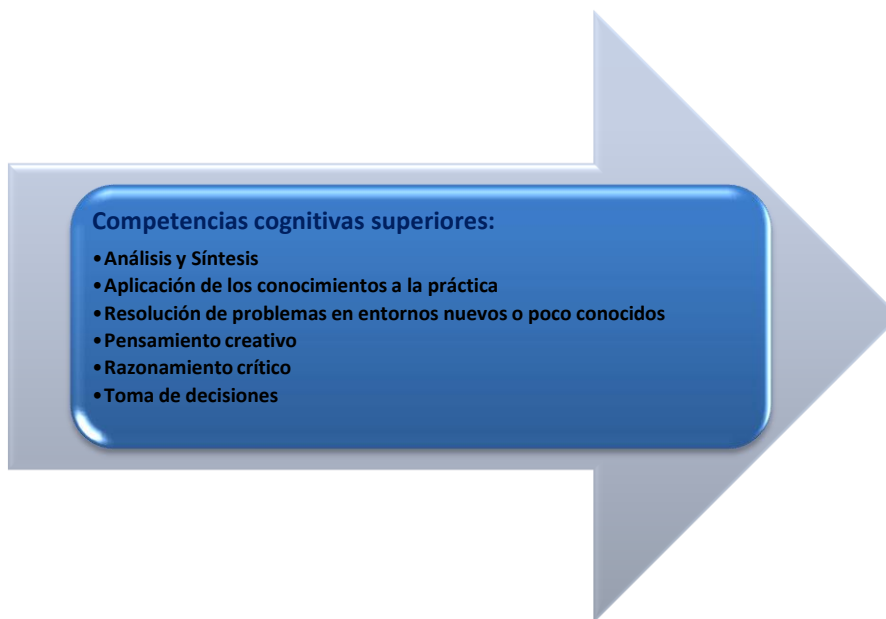 Competencias cognitivas superiores:
•Análisis y Síntesis
•Aplicación de los conocimientos a la práctica
•Resolución de problemas en entornos nuevos o poco conocidos
•Pensamiento creativo
•Razonamiento crítico
•Toma de decisiones